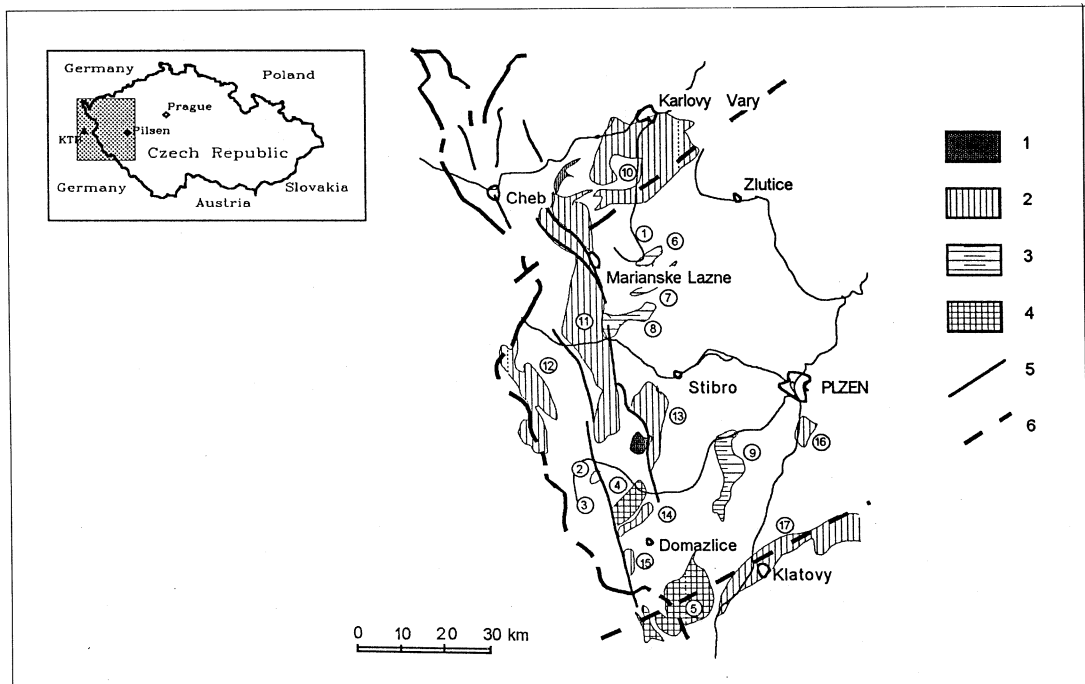 Germany
Poland
Prague
KTB
Pilsen
Czech Republic
Germany
Slovakia
Austria
Karlovy Vary
Cheb
Zlutice
Marianske Lazne
Stibro
PLZEN
Domazlice
Klatovy
10
1
6
7
11
8
12
13
9
16
2
4
3
14
17
15
5
0 10 20 30 km
1
2
3
4
5
6